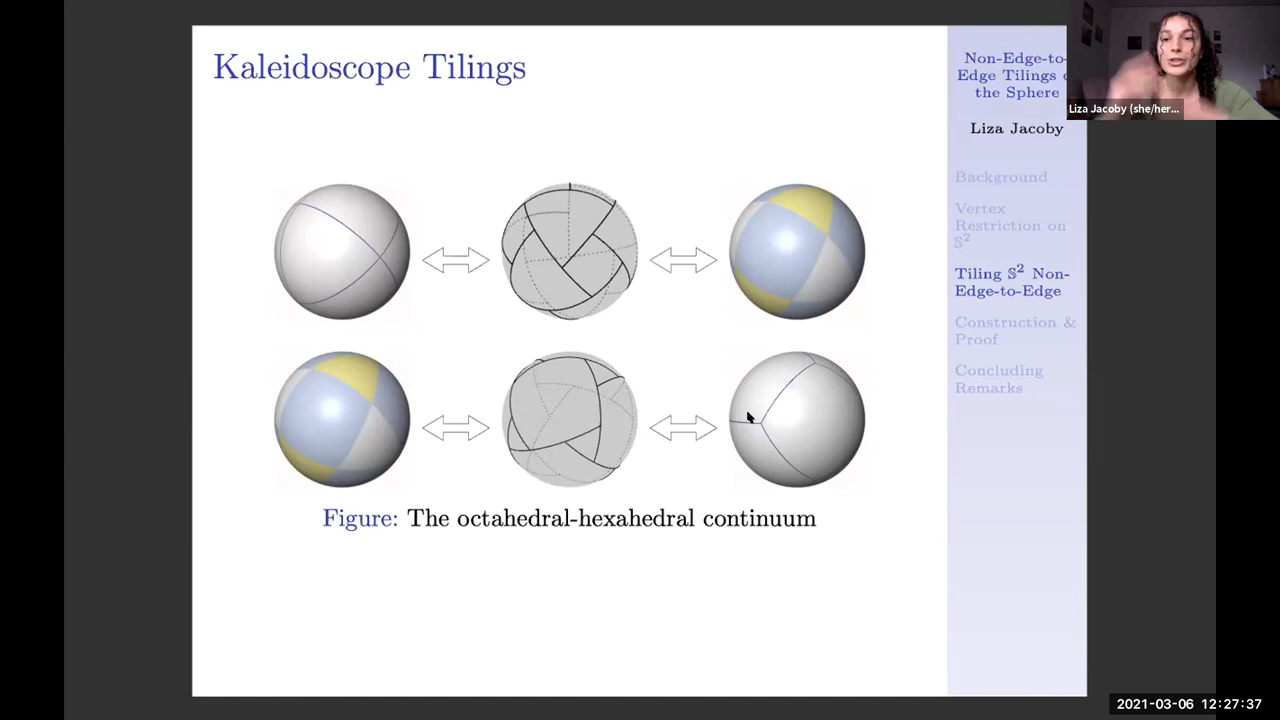 Kaleidoscope Tilings
Figure: The octahedral-hexahedral continuum
Non-Edge-to-
Edge Tilings
the Sphere
Liza Jacoby
Background
Vertex
Restriction on
𝕊²
Tiling 𝕊² Non-
Edge-to-Edge
Construction &
Proof
Concluding
Remarks
Liza Jacoby (she/her...
2021-03-06 12:27:37